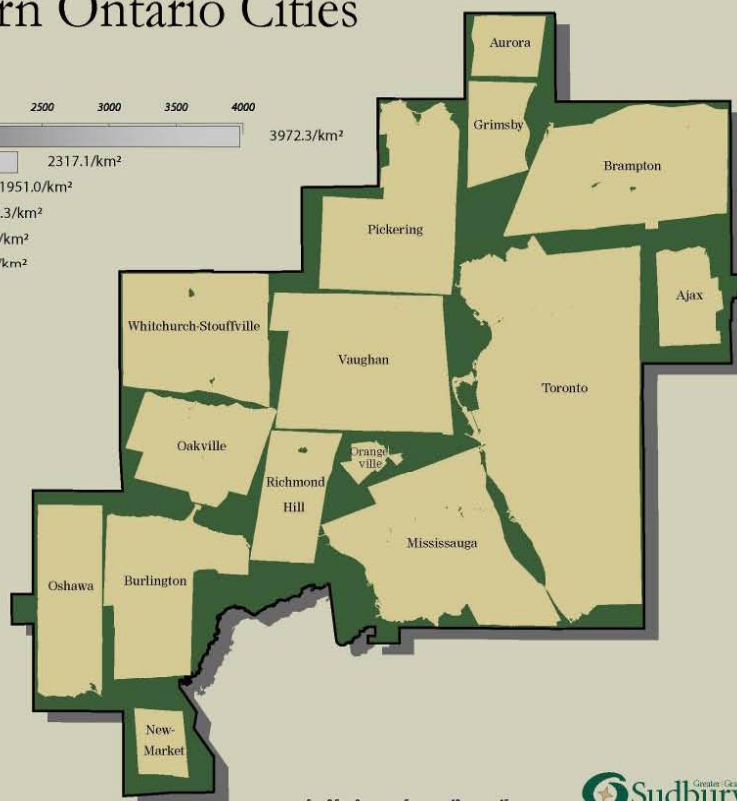 rn Ontario Cities
2500 3000 3500 4000
3972.3/km²
2317.1/km²
1951.0/km²
.3/km²
/km²
/km²
Aurora
Grimsby
Brampton
Pickering
Ajax
Whitchurch-Stouffville
Vaughan
Toronto
Oakville
Orange
ville
Richmond
Hill
Mississauga
Oshawa
Burlington
New-
Market
Sudbury